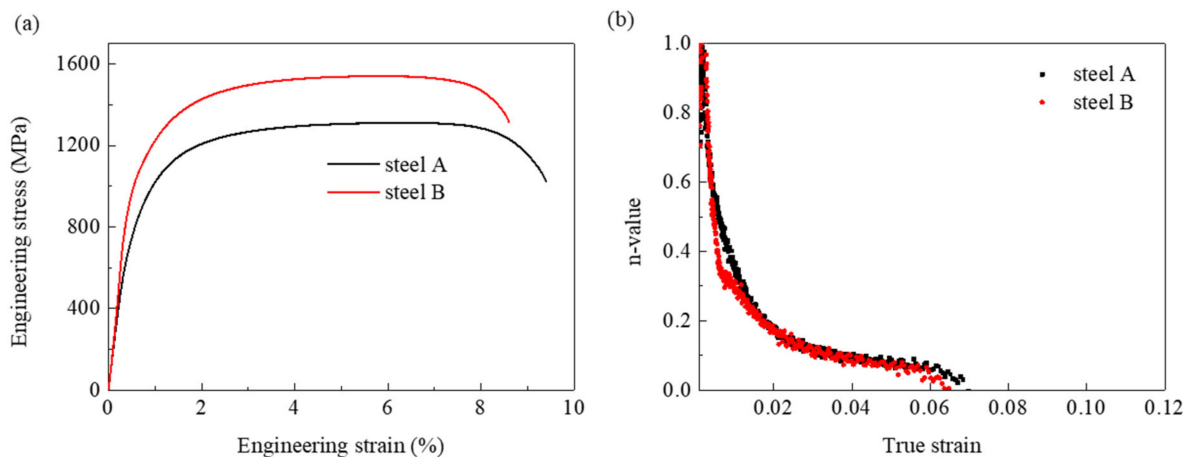 (a)
1600
1200
800
400
0
Engineering stress (MPa)
steel A
steel B
0 2 4 6 8 10
Engineering strain (%)
(b)
1.0
0.8
0.6
0.4
0.2
0.0
n-value
steel A
steel B
0.02 0.04 0.06 0.08 0.10 0.12
True strain